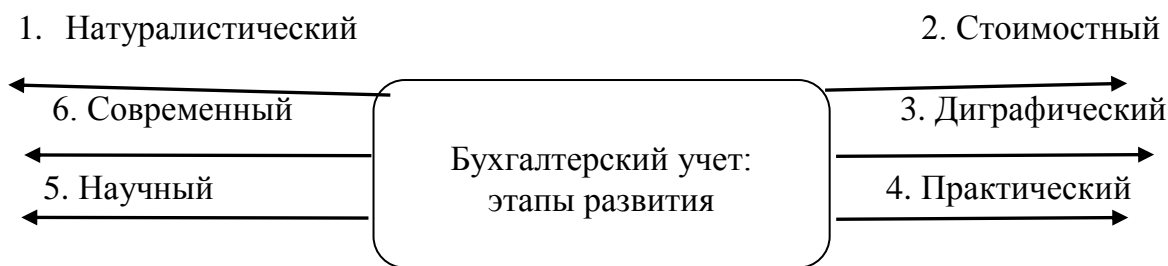 1. Натуралистический
2. Стоимостный
6. Современный
3. Диграфический
Бухгалтерский учет:
этапы развития
5. Научный
4. Практический